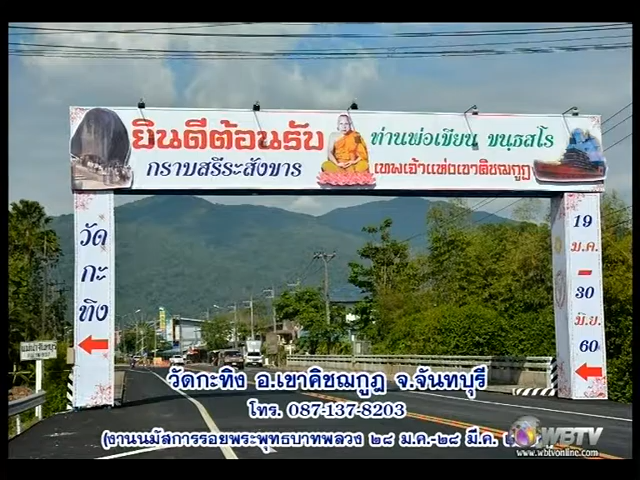 ยินดีต้อนรับ
กราบสรีระสังขาร
ท่านพ่อเขียน ขนฺธสโร
เทพเจ้าแห่งเขาคิชฌกูฏ
วัด
กะ
ทิง
19
ม.ค.
30
มิ.ย.
60
วัดกะทิง อ.เขาคิชฌกูฏ จ.จันทบุรี
โทร. 087-137-8203
(งานนมัสการรอยพระพุทธบาทพลวง ๒๘ ม.ค.-๒๘ มี.ค.
WBTV
www.wbtvonline.com